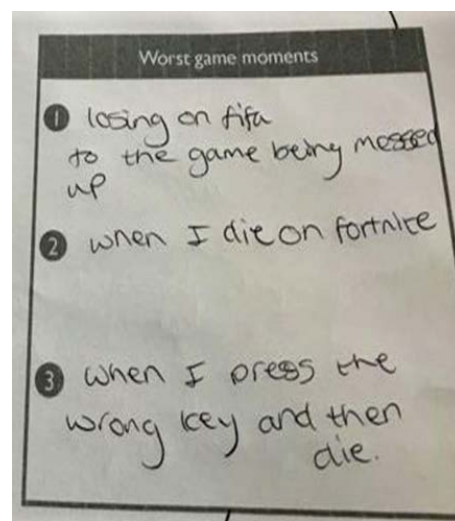 Worst game moments
1 losing on fifa
to the game being messed
up
2 when I die on fortnite
3 when I press the
wrong key and then
die.